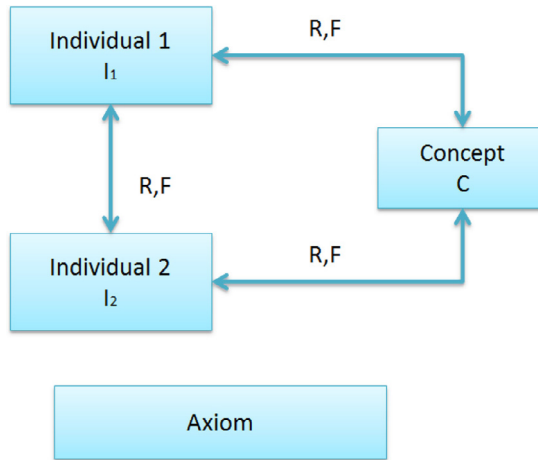 Individual 1
I₁
R,F
Concept
C
R,F
Individual 2
I₂
R,F
Axiom